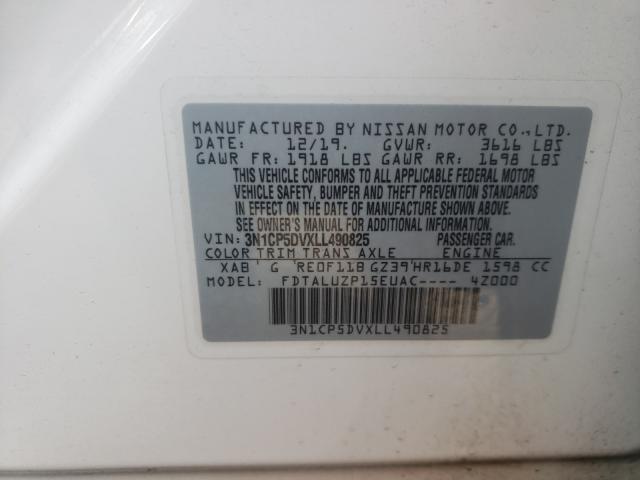 MANUFACTURED BY NISSAN MOTOR CO., LTD.
DATE: 12/19. GVWR: 3616 LBS
GAWR FR: 1918 LBS GAWR RR: 1698 LBS
THIS VEHICLE CONFORMS TO ALL APPLICABLE FEDERAL MOTOR
VEHICLE SAFETY, BUMPER AND THEFT PREVENTION STANDARDS
IN EFFECT ON THE DATE OF MANUFACTURE SHOWN ABOVE.
SEE OWNER'S MANUAL FOR ADDITIONAL INFORMATION.
VIN: 3N1CP5DVXLL490825 PASSENGER CAR.
COLOR TRIM TRANS AXLE ENGINE
XAB G RE0F11B GZ39 HR16DE 1598 CC
MODEL: FDTALUZP15EUAC---- 4Z000
3N1CP5DVXLL490825